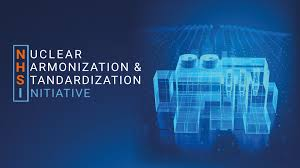 NUCLEAR
HARMONIZATION &
STANDARDIZATION
INITIATIVE